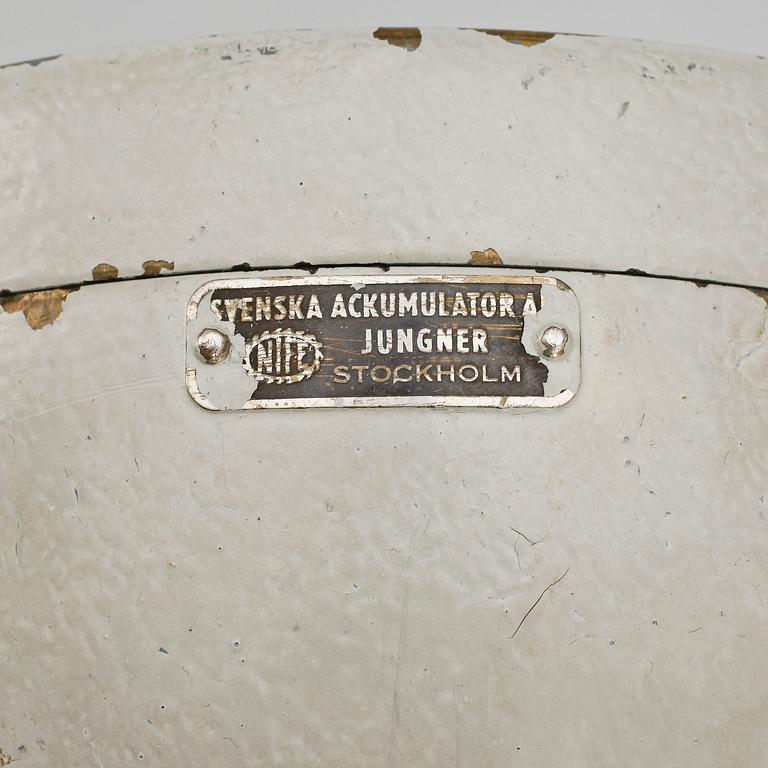 SVENSKA ACKUMULATOR A
JUNGNER
NIFE
STOCKHOLM